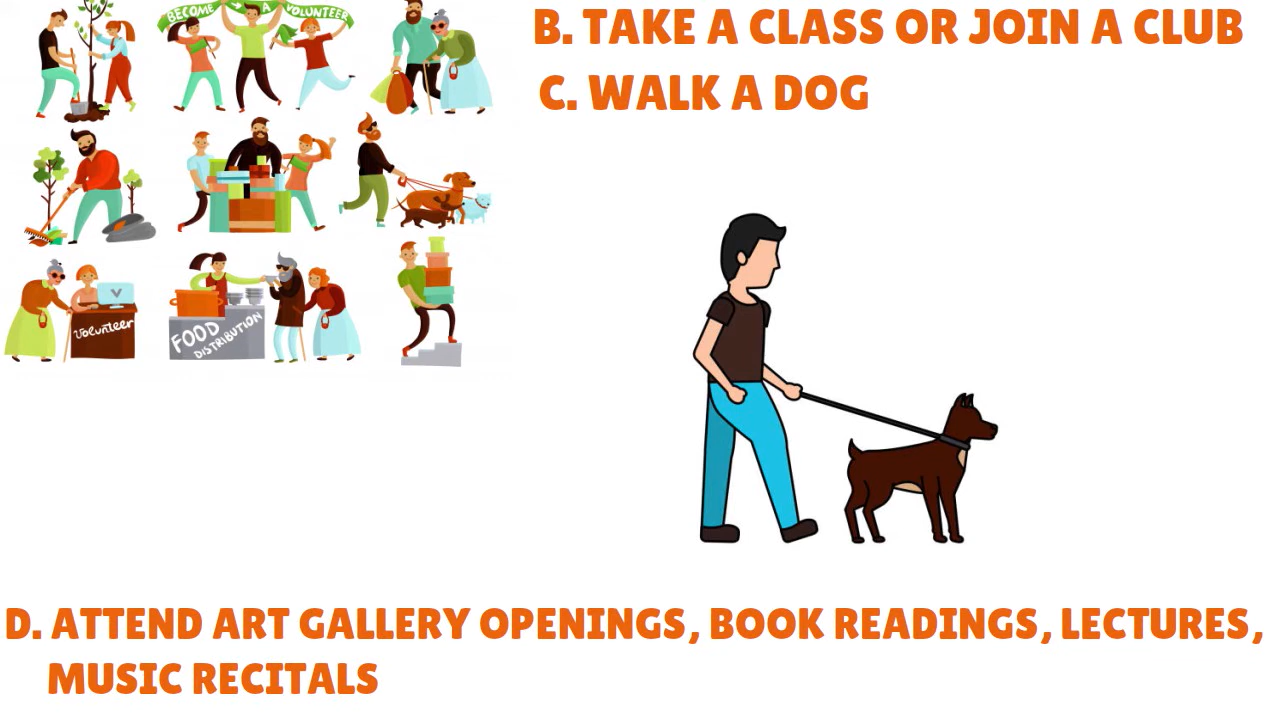 BECOME A VOLUNTEER
B. TAKE A CLASS OR JOIN A CLUB
C. WALK A DOG
Volunteer
FOOD
DISTRIBUTION
D. ATTEND ART GALLERY OPENINGS, BOOK READINGS, LECTURES,
MUSIC RECITALS